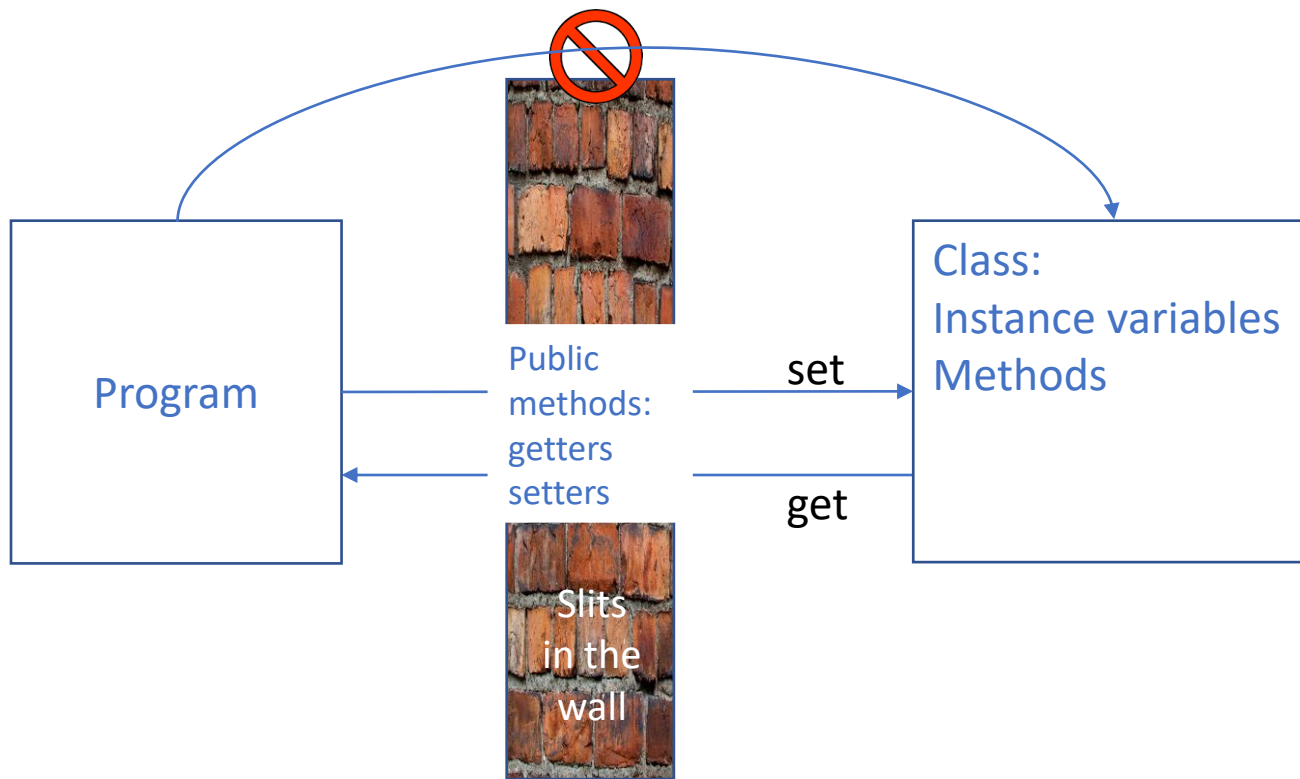 Program
Public
methods:
getters
setters
set
get
Class:
Instance variables
Methods
Slits
in the
wall